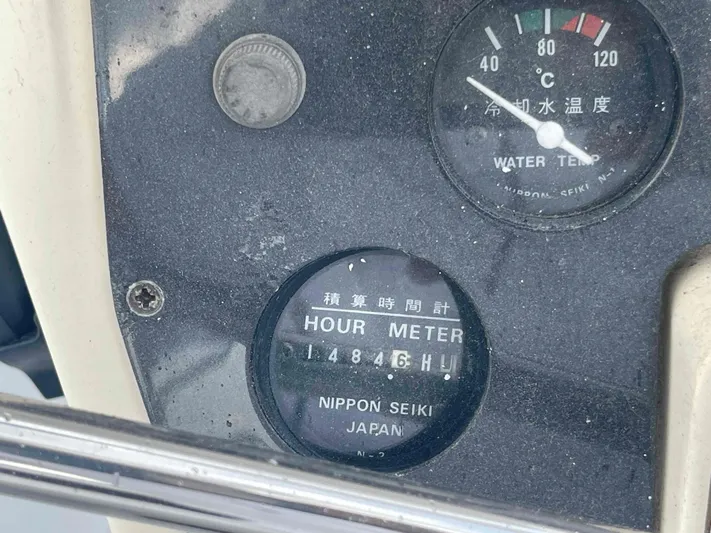 40 80 120
°C
冷却水温度
WATER TEMP
NIPPON SEIKI N-
積算時間計
HOUR METER
14846 H
NIPPON SEIKI
JAPAN
N-2